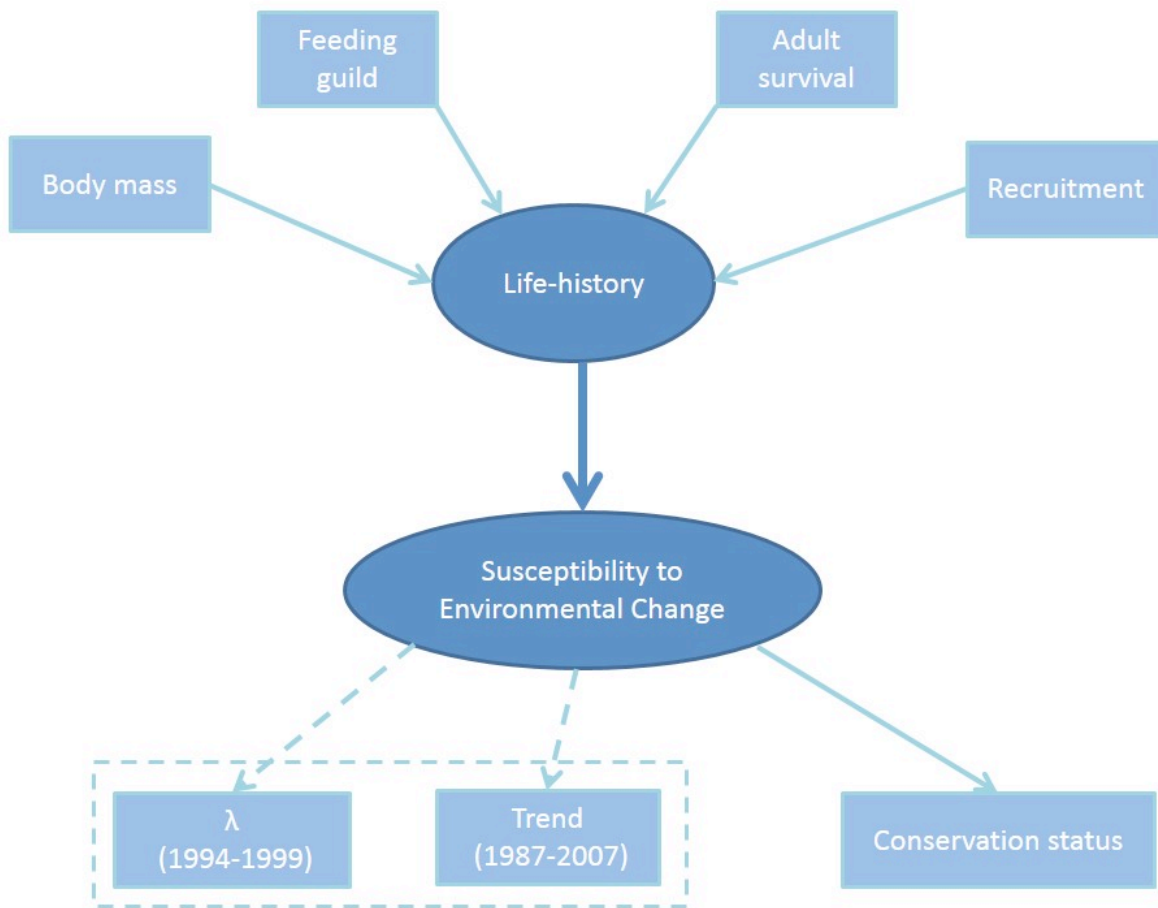 Feeding
guild
Adult
survival
Body mass
Recruitment
Life-history
Susceptibility to
Environmental Change
λ
(1994-1999)
Trend
(1987-2007)
Conservation status